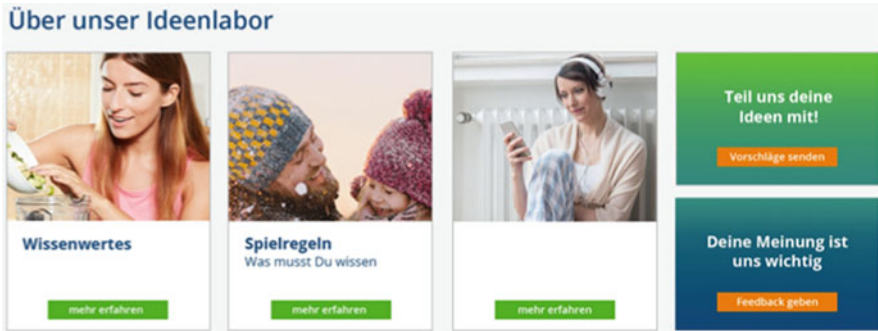 Über unser Ideenlabor
Wissenwertes
mehr erfahren
Spielregeln
Was musst Du wissen
mehr erfahren
mehr erfahren
Teil uns deine
Ideen mit!
Vorschläge senden
Deine Meinung ist
uns wichtig
Feedback geben